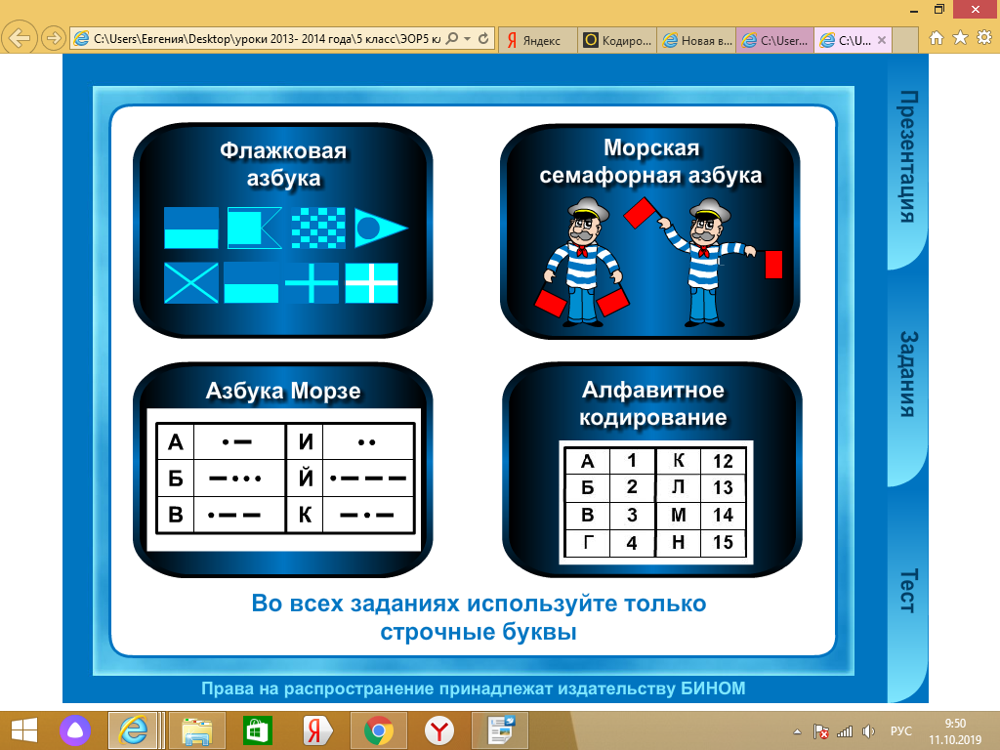 C:\Users\Евгения\Desktop\уроки 2013- 2014 года\5 класс\ЭОР5 кл
Яндекс
Кодиро...
Новая в...
C:\User...
C:\U...
Презентация
Задания
Тест
Флажковая
азбука
Морская
семафорная азбука
Азбука Морзе
А •— И ••
Б —••• Й •———
В •—— К —•—
Алфавитное
кодирование
А 1 К 12
Б 2 Л 13
В 3 М 14
Г 4 Н 15
Во всех заданиях используйте только
строчные буквы
Права на распространение принадлежат издательству БИНОМ
РУС
9:50
11.10.2019